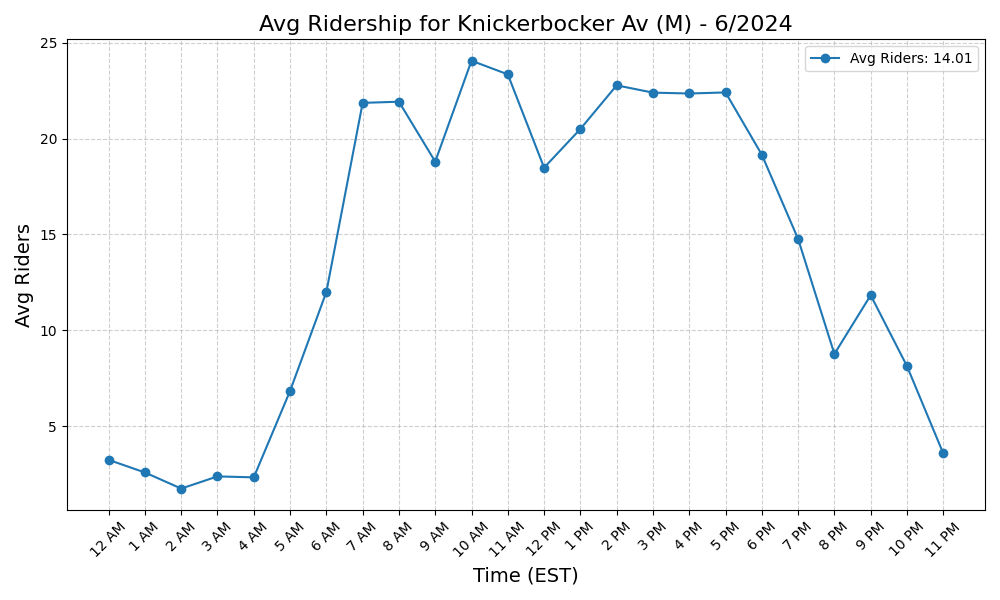 Avg Ridership for Knickerbocker Av (M) - 6/2024
Avg Riders: 14.01
25
20
15
10
5
Avg Riders
12 AM
1 AM
2 AM
3 AM
4 AM
5 AM
6 AM
7 AM
8 AM
9 AM
10 AM
11 AM
12 PM
1 PM
2 PM
3 PM
4 PM
5 PM
6 PM
7 PM
8 PM
9 PM
10 PM
11 PM
Time (EST)